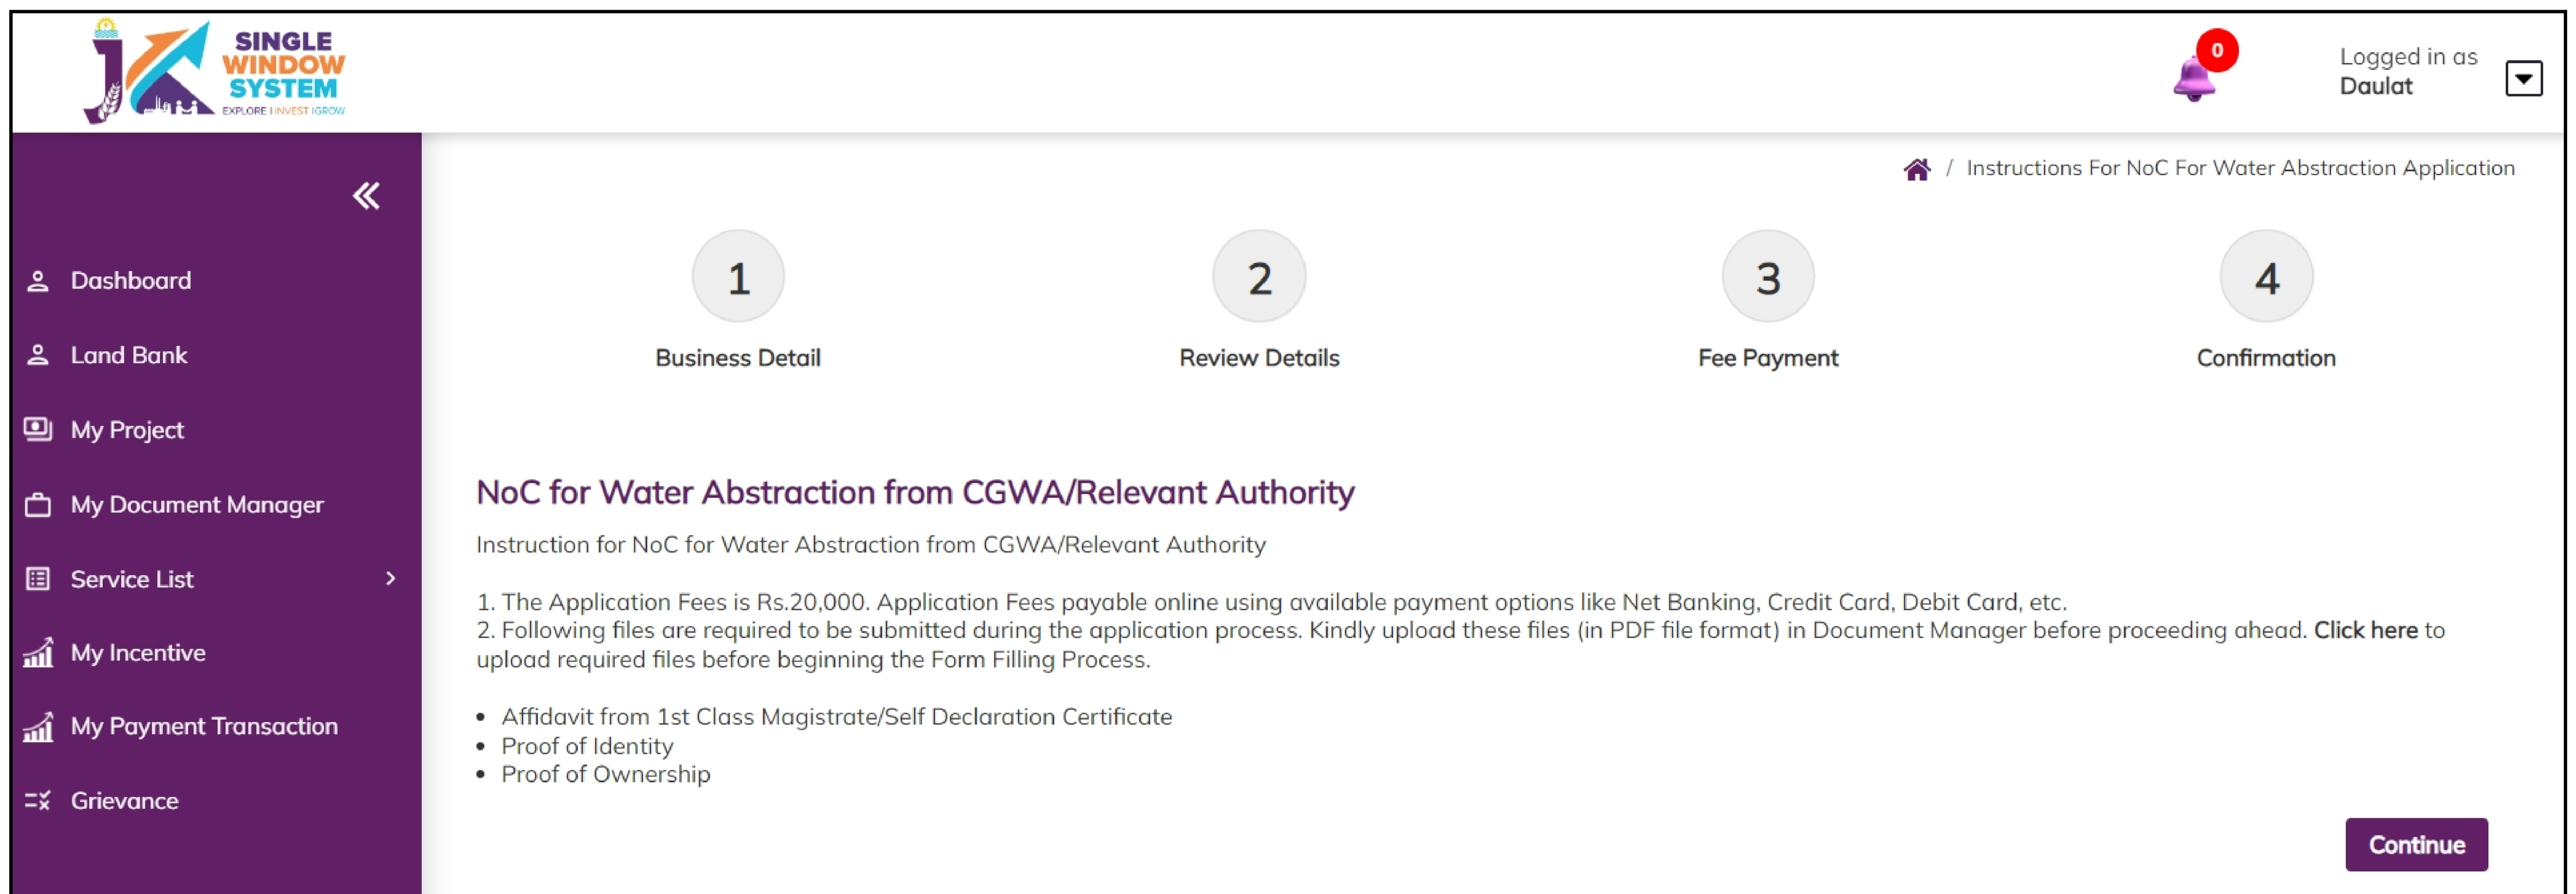 SINGLE
WINDOW
SYSTEM
EXPLORE | INVEST | GROW
0
Logged in as
Daulat
/ Instructions For NoC For Water Abstraction Application
Dashboard
Land Bank
My Project
My Document Manager
Service List
My Incentive
My Payment Transaction
Grievance
1
2
3
4
Business Detail
Review Details
Fee Payment
Confirmation
NoC for Water Abstraction from CGWA/Relevant Authority
Instruction for NoC for Water Abstraction from CGWA/Relevant Authority
1. The Application Fees is Rs.20,000. Application Fees payable online using available payment options like Net Banking, Credit Card, Debit Card, etc.
2. Following files are required to be submitted during the application process. Kindly upload these files (in PDF file format) in Document Manager before proceeding ahead. Click here to
upload required files before beginning the Form Filling Process.
• Affidavit from 1st Class Magistrate/Self Declaration Certificate
• Proof of Identity
• Proof of Ownership
Continue